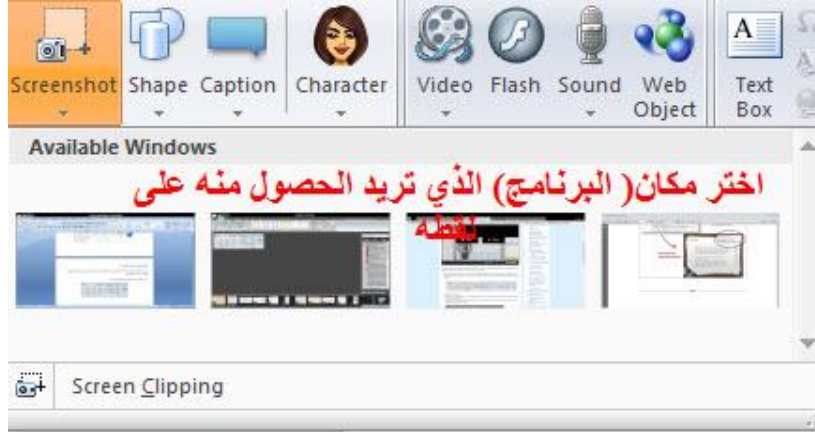 Screenshot Shape Caption Character Video Flash Sound Web Object Text Box
Available Windows
اختر مكان( البرنامج) الذي تريد الحصول منه على
لقطه
Screen Clipping